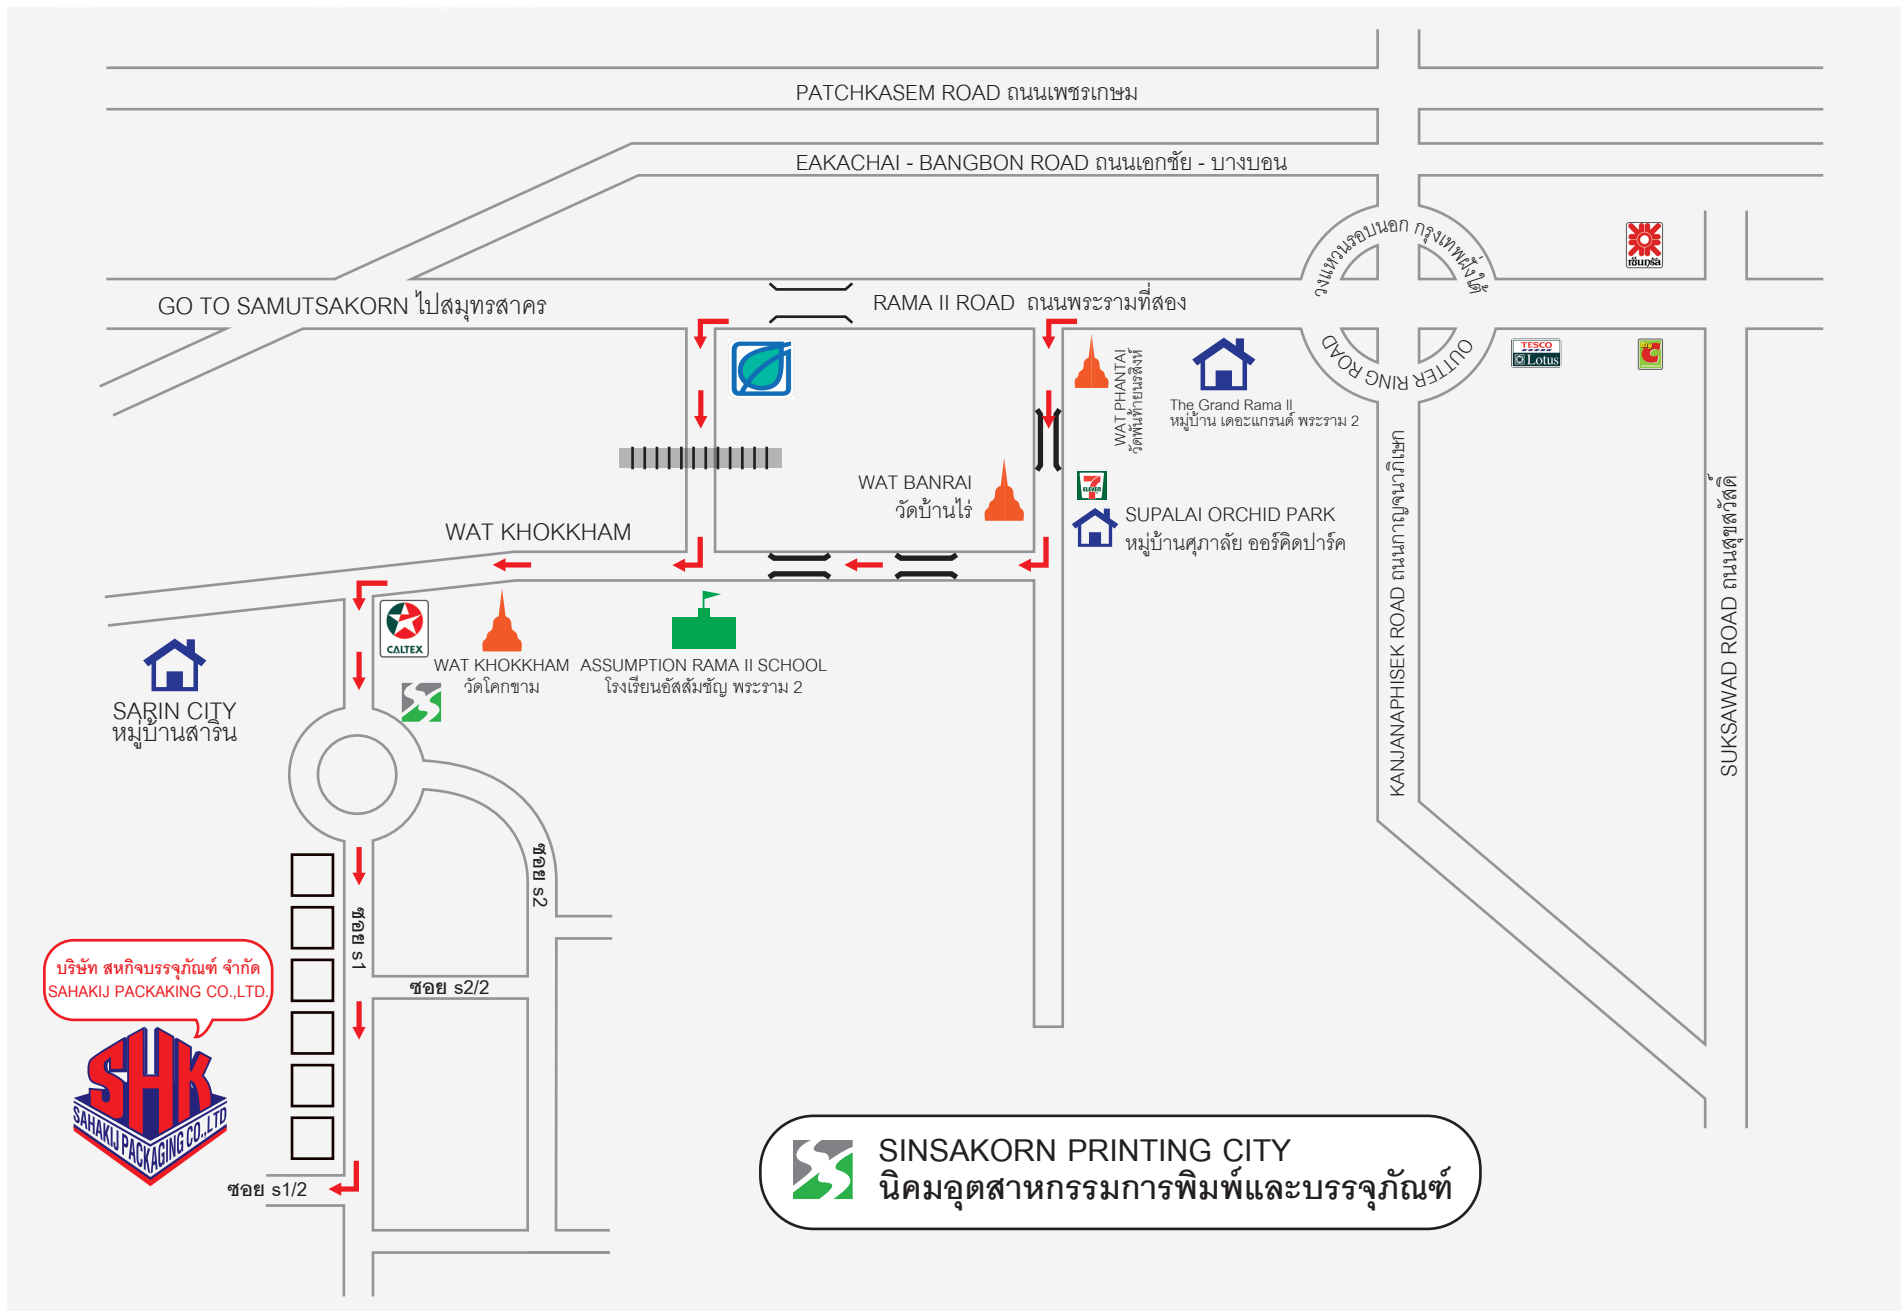 PATCHKASEM ROAD ถนนเพชรเกษม
EAKACHAI - BANGBON ROAD ถนนเอกชัย - บางบอน
วงแหวนรอบนอก กรุงเทพฝั่งใต้
OUTTER RING ROAD
เซ็นทรัล
GO TO SAMUTSAKORN ไปสมุทรสาคร
RAMA II ROAD ถนนพระรามที่สอง
TESCO
Lotus
BIG
C
WAT PHANTAI
วัดพันท้ายนรสิงห์
The Grand Rama II
หมู่บ้าน เดอะแกรนด์ พระราม 2
KANJANAPHISEK ROAD ถนนกาญจนาภิเษก
SUKSAWAD ROAD ถนนสุขสวัสดิ์
WAT BANRAI
วัดบ้านไร่
7
ELEVEN
SUPALAI ORCHID PARK
หมู่บ้านศุภาลัย ออร์คิดปาร์ค
WAT KHOKKHAM
CALTEX
WAT KHOKKHAM
วัดโคกขาม
ASSUMPTION RAMA II SCHOOL
โรงเรียนอัสสัมชัญ พระราม 2
SARIN CITY
หมู่บ้านสาริน
ซอย s2
ซอย s1
ซอย s2/2
บริษัท สหกิจบรรจุภัณฑ์ จำกัด
SAHAKIJ PACKAKING CO.,LTD.
SHK
SAHAKIJ PACKAGING CO.,LTD
ซอย s1/2
SINSAKORN PRINTING CITY
นิคมอุตสาหกรรมการพิมพ์และบรรจุภัณฑ์